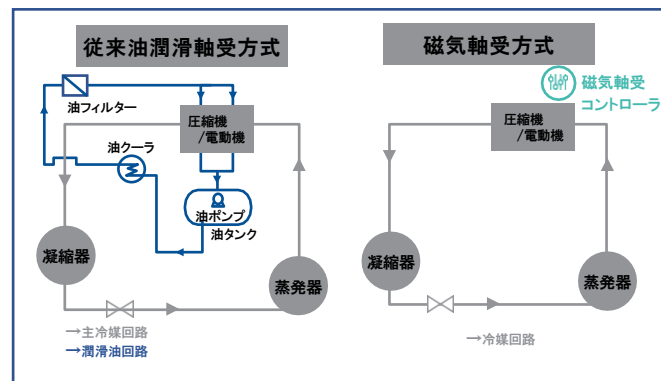 従来油潤滑軸受方式
油フィルター
圧縮機
/電動機
油クーラ
油ポンプ
油タンク
凝縮器
蒸発器
→主冷媒回路
→潤滑油回路
磁気軸受方式
磁気軸受
コントローラ
圧縮機
/電動機
凝縮器
蒸発器
→冷媒回路